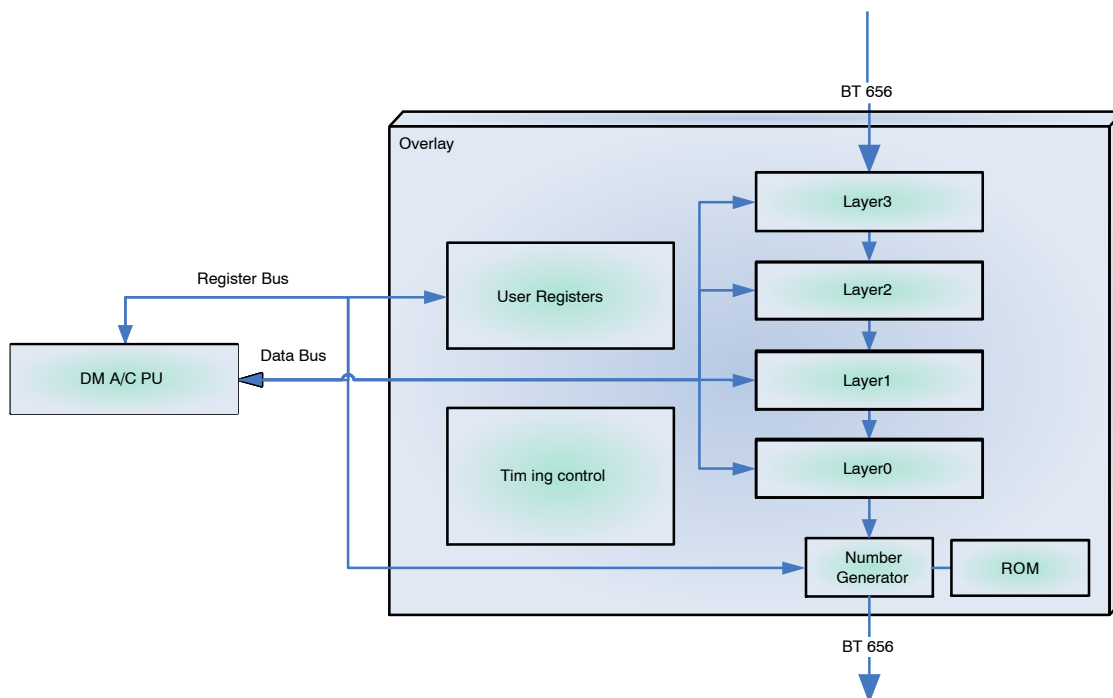 BT 656
Overlay
Layer3
Register Bus
User Registers
Layer2
Data Bus
DM A/C PU
Layer1
Tim ing control
Layer0
Number
Generator
ROM
BT 656